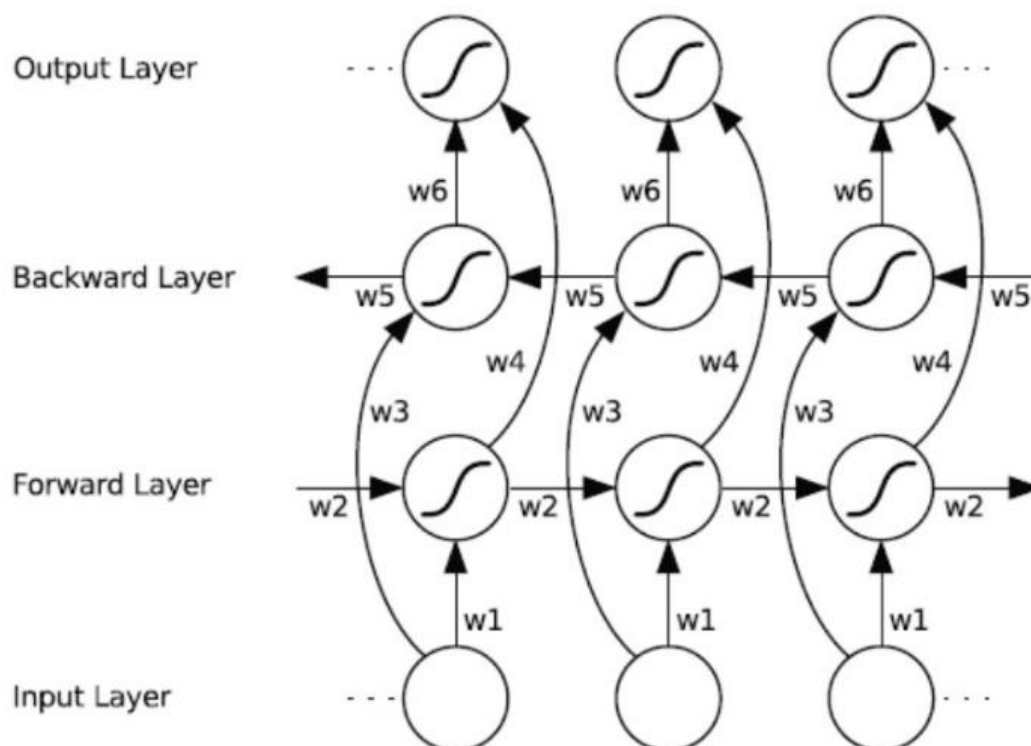 Output Layer
w6 w6 w6
Backward Layer
w5 w5 w5 w5
w4 w4 w4
w3 w3 w3
Forward Layer
w2 w2 w2 w2
w1 w1 w1
Input Layer